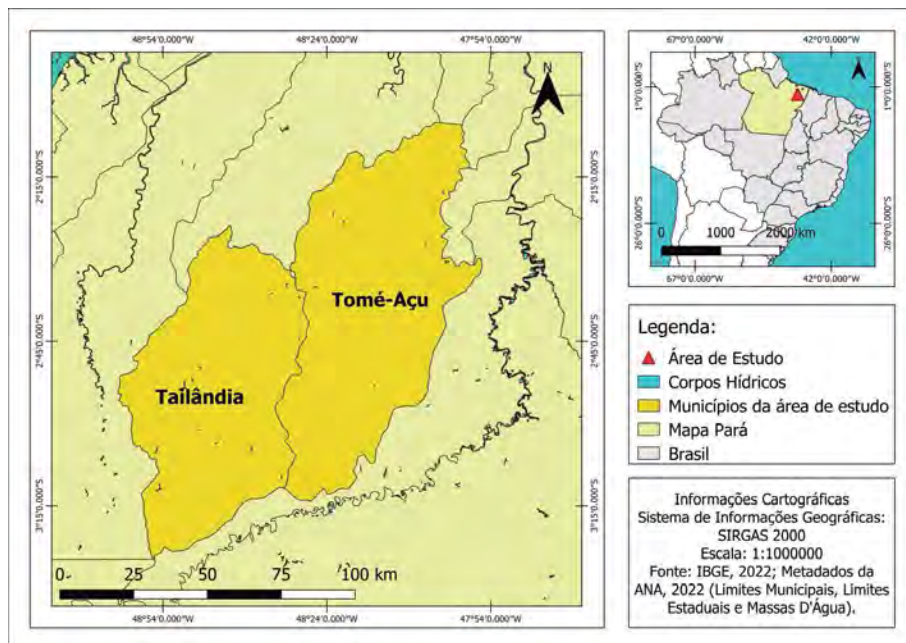 48°54'0.000"W 48°24'0.000"W 47°54'0.000"W
N
2°15'0.000"S 2°15'0.000"S
Tomé-Açu
2°45'0.000"S 2°45'0.000"S
Tailândia
3°15'0.000"S 3°15'0.000"S
0 25 50 75 100 km
48°54'0.000"W 48°24'0.000"W 47°54'0.000"W
67°0'0.000"W 42°0'0.000"W
1°0'0.000"S 1°0'0.000"S
26°0'0.000"S 26°0'0.000"S
0 1000 2000 km
67°0'0.000"W 42°0'0.000"W
Legenda:
Área de Estudo
Corpos Hídricos
Municípios da área de estudo
Mapa Pará
Brasil
Informações Cartográficas
Sistema de Informações Geográficas:
SIRGAS 2000
Escala: 1:1000000
Fonte: IBGE, 2022; Metadados da
ANA, 2022 (Limites Municipais, Limites
Estaduais e Massas D'Água).